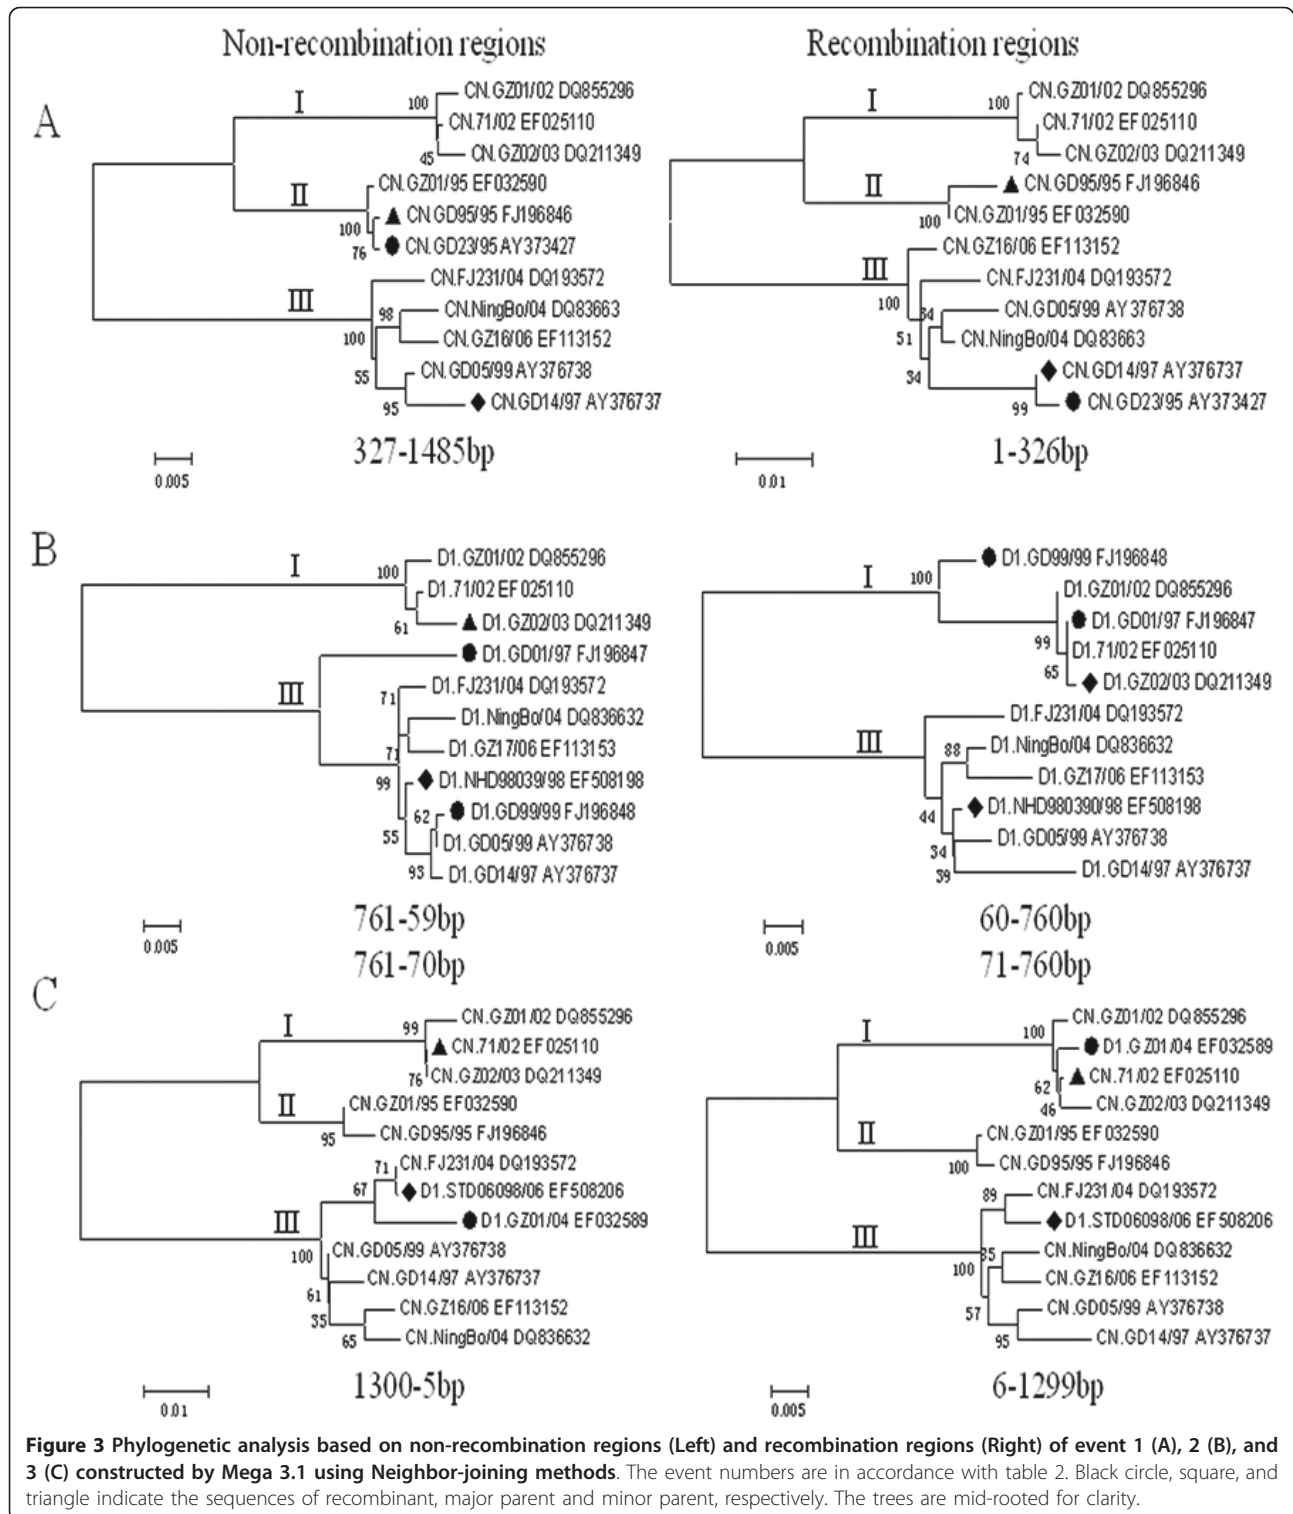 Non-recombination regions
Recombination regions
A
I
100
CN.GZ01/02 DQ855296
CN.71/02 EF025110
45
CN.GZ02/03 DQ211349
II
CN.GZ01/95 EF032590
CN.GD95/95 FJ196846
100
CN.GD23/95 AY373427
76
III
CN.FJ231/04 DQ193572
98
CN.NingBo/04 DQ83663
100
CN.GZ16/06 EF113152
55
CN.GD05/99 AY376738
95
CN.GD14/97 AY376737
0.005
327-1485bp
I
100
CN.GZ01/02 DQ855296
CN.71/02 EF025110
74
CN.GZ02/03 DQ211349
II
CN.GD95/95 FJ196846
100
CN.GZ01/95 EF032590
CN.GZ16/06 EF113152
III
CN.FJ231/04 DQ193572
100
34
CN.GD05/99 AY376738
51
CN.NingBo/04 DQ83663
34
CN.GD14/97 AY376737
99
CN.GD23/95 AY373427
0.01
1-326bp
B
I
100
D1.GZ01/02 DQ855296
D1.71/02 EF025110
61
D1.GZ02/03 DQ211349
D1.GD01/97 FJ196847
III
71
D1.FJ231/04 DQ193572
D1.NingBo/04 DQ836632
71
D1.GZ17/06 EF113153
99
D1.NHD98039/98 EF508198
62
D1.GD99/99 FJ196848
55
D1.GD05/99 AY376738
93
D1.GD14/97 AY376737
0.005
761-59bp
761-70bp
I
100
D1.GD99/99 FJ196848
D1.GZ01/02 DQ855296
D1.GD01/97 FJ196847
99
D1.71/02 EF025110
65
D1.GZ02/03 DQ211349
III
D1.FJ231/04 DQ193572
88
D1.NingBo/04 DQ836632
D1.GZ17/06 EF113153
44
D1.NHD980390/98 EF508198
34
D1.GD05/99 AY376738
39
D1.GD14/97 AY376737
0.005
60-760bp
71-760bp
C
I
99
CN.GZ01/02 DQ855296
CN.71/02 EF025110
76
CN.GZ02/03 DQ211349
II
CN.GZ01/95 EF032590
95
CN.GD95/95 FJ196846
71
CN.FJ231/04 DQ193572
67
D1.STD06098/06 EF508206
III
D1.GZ01/04 EF032589
100
CN.GD05/99 AY376738
CN.GD14/97 AY376737
61
35
CN.GZ16/06 EF113152
65
CN.NingBo/04 DQ836632
0.01
1300-5bp
I
100
CN.GZ01/02 DQ855296
D1.GZ01/04 EF032589
62
CN.71/02 EF025110
46
CN.GZ02/03 DQ211349
II
CN.GZ01/95 EF032590
100
CN.GD95/95 FJ196846
89
CN.FJ231/04 DQ193572
D1.STD06098/06 EF508206
III
35
CN.NingBo/04 DQ836632
100
CN.GZ16/06 EF113152
57
CN.GD05/99 AY376738
95
CN.GD14/97 AY376737
0.005
6-1299bp
Figure 3 Phylogenetic analysis based on non-recombination regions (Left) and recombination regions (Right) of event 1 (A), 2 (B), and
3 (C) constructed by Mega 3.1 using Neighbor-joining methods. The event numbers are in accordance with table 2. Black circle, square, and
triangle indicate the sequences of recombinant, major parent and minor parent, respectively. The trees are mid-rooted for clarity.